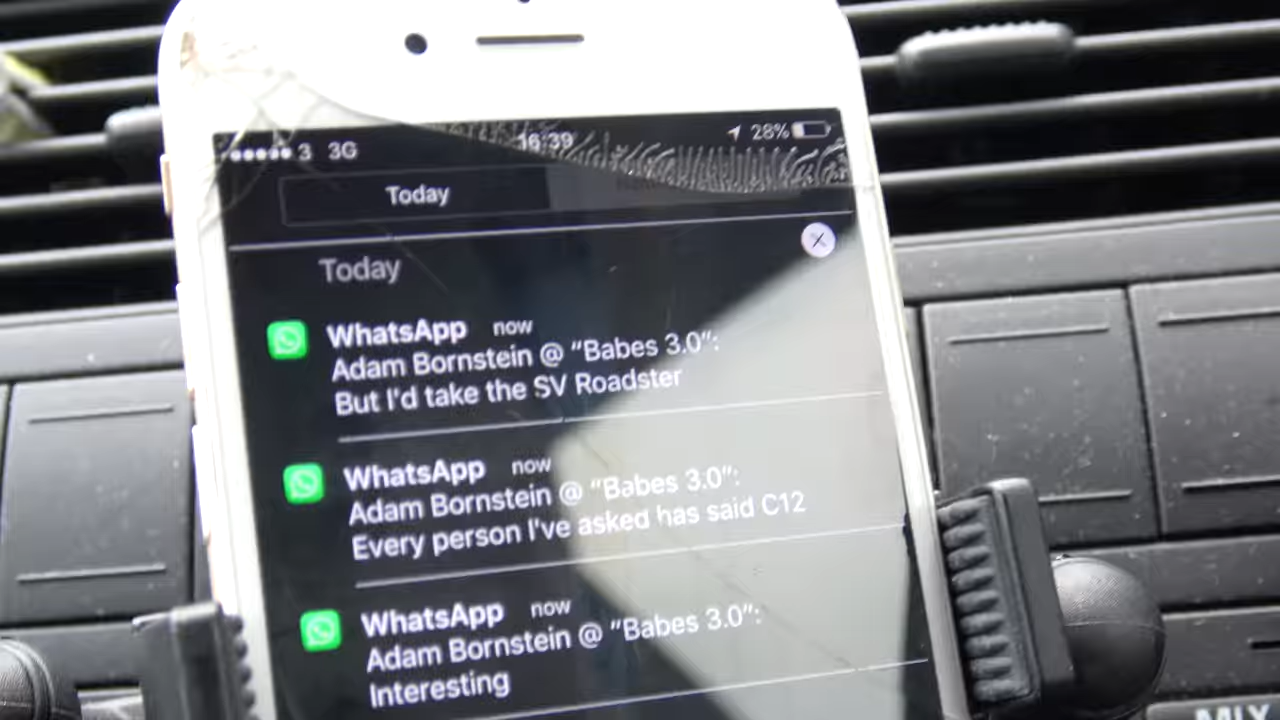 3 3G 16:39 28%
Today
Today
WhatsApp now
Adam Bornstein @ “Babes 3.0”:
But I'd take the SV Roadster
WhatsApp now
Adam Bornstein @ “Babes 3.0”:
Every person I've asked has said C12
WhatsApp now
Adam Bornstein @ “Babes 3.0”:
Interesting